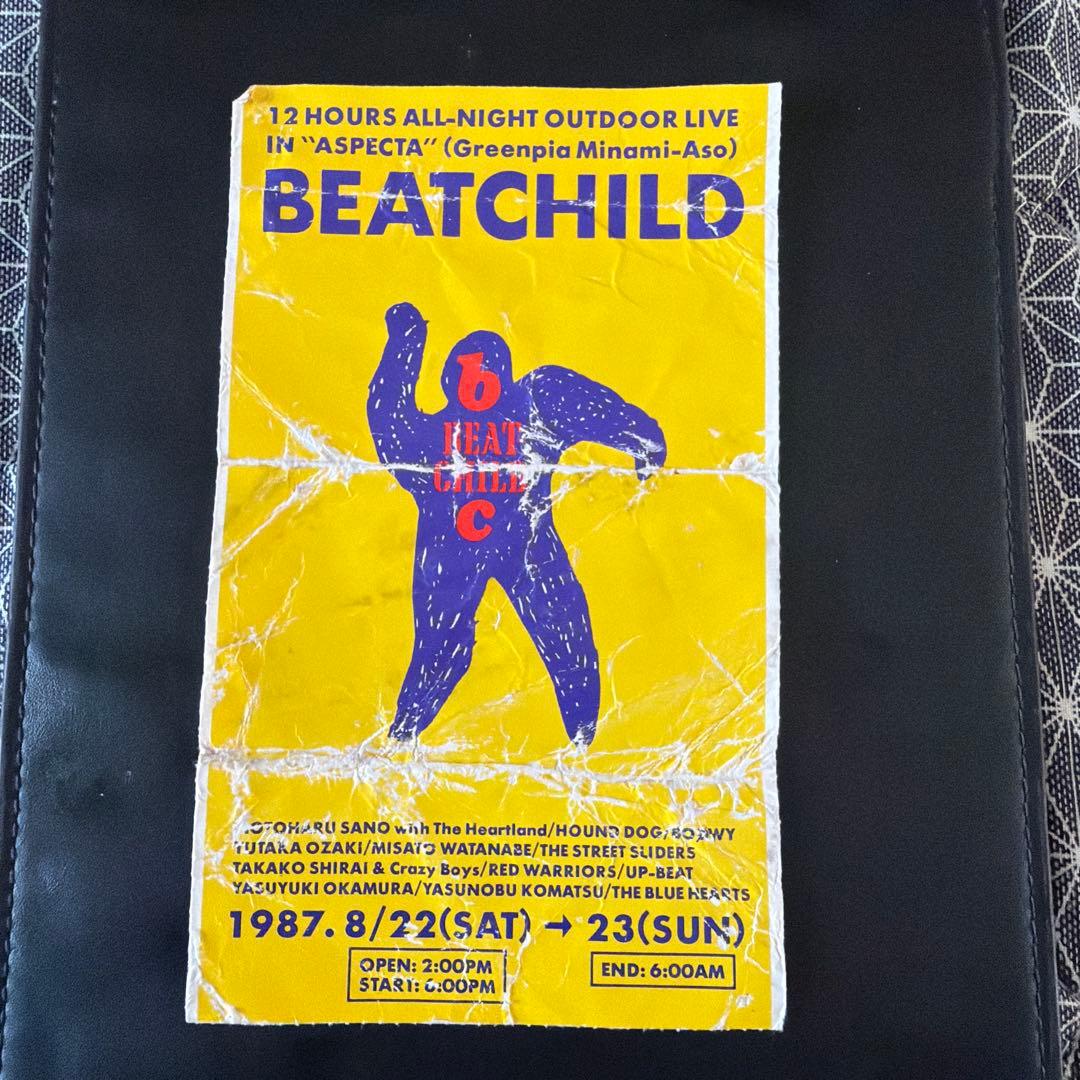 12 HOURS ALL-NIGHT OUTDOOR LIVE
IN "ASPECTA" (Greenpia Minami-Aso)
BEATCHILD
b
BEAT
CHILD
c
MOTOHARU SANO with The Heartland/HOUND DOG/BOØWY
YUTAKA OZAKI/MISATO WATANABE/THE STREET SLIDERS
TAKAKO SHIRAI & Crazy Boys/RED WARRIORS/UP-BEAT
YASUYUKI OKAMURA/YASUNOBU KOMATSU/THE BLUE HEARTS
1987. 8/22(SAT) → 23(SUN)
OPEN: 2:00PM
START: 6:00PM
END: 6:00AM